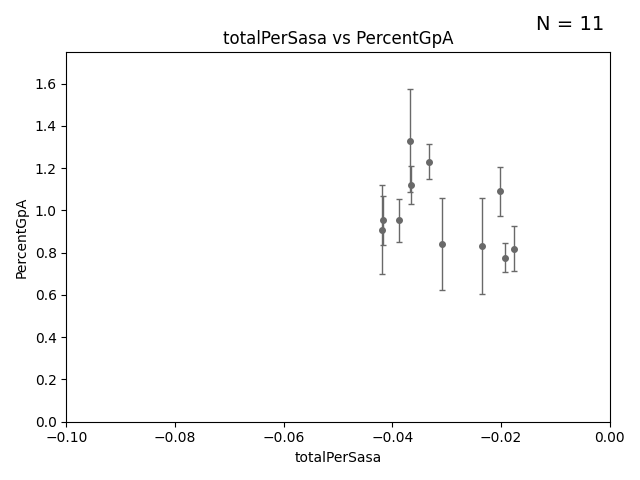 N = 11
totalPerSasa vs PercentGpA
1.6
1.4
1.2
1.0
0.8
0.6
0.4
0.2
0.0
PercentGpA
−0.10 −0.08 −0.06 −0.04 −0.02 0.00
totalPerSasa